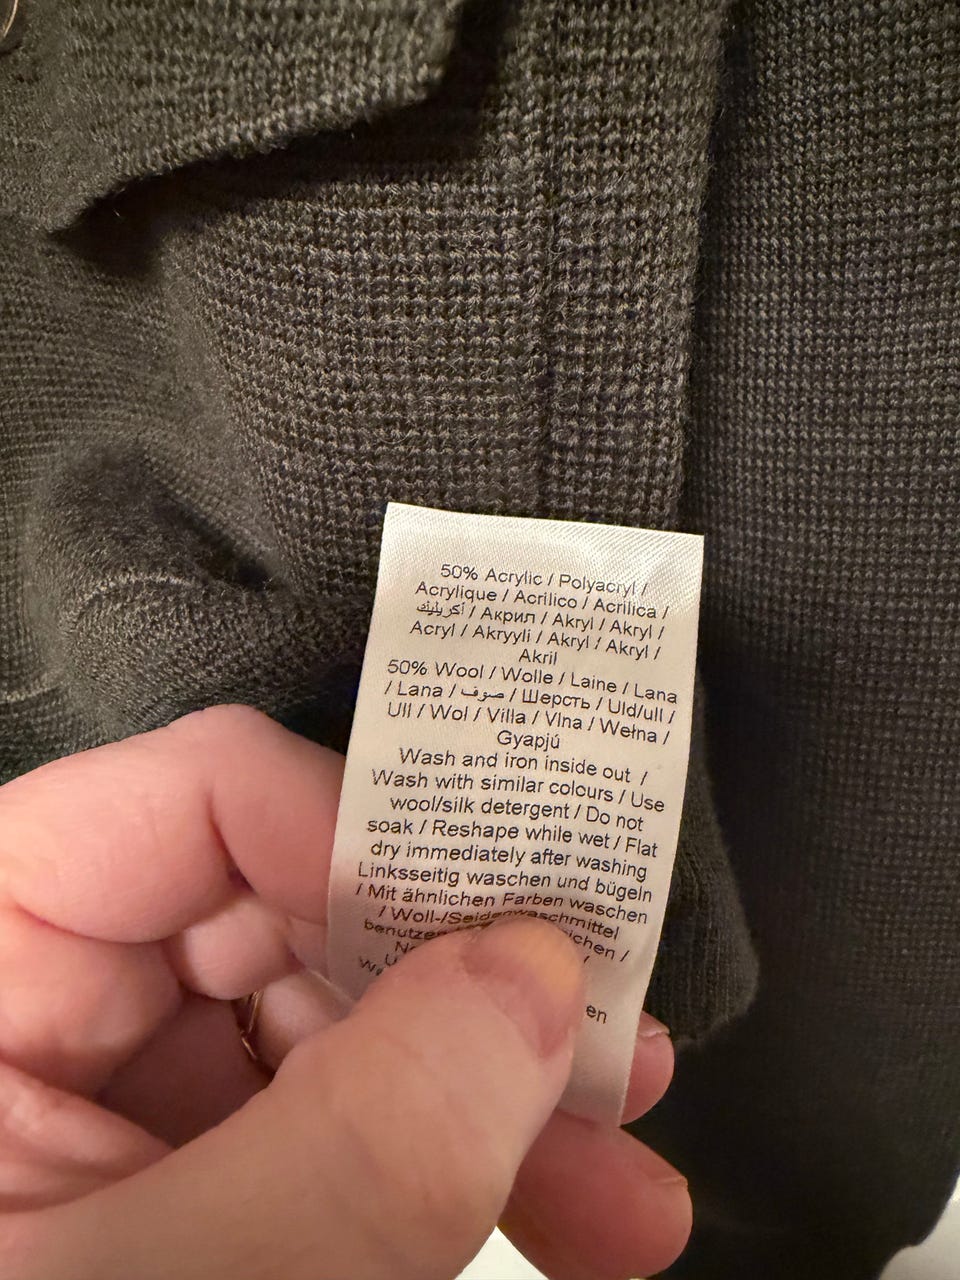 50% Acrylic / Polyacryl /
Acrylique / Acrilico / Acrílica /
أكريليك / Акрил / Akryl / Akryl /
Acryl / Akryyli / Akryl / Akryl /
Akril
50% Wool / Wolle / Laine / Lana
/ Lana / صوف / Шерсть / Uld/ull /
Ull / Wol / Villa / Vlna / Wełna /
Gyapjú
Wash and iron inside out /
Wash with similar colours / Use
wool/silk detergent / Do not
soak / Reshape while wet / Flat
dry immediately after washing
Linksseitig waschen und bügeln
/ Mit ähnlichen Farben waschen
/ Woll-/Seidenwaschmittel